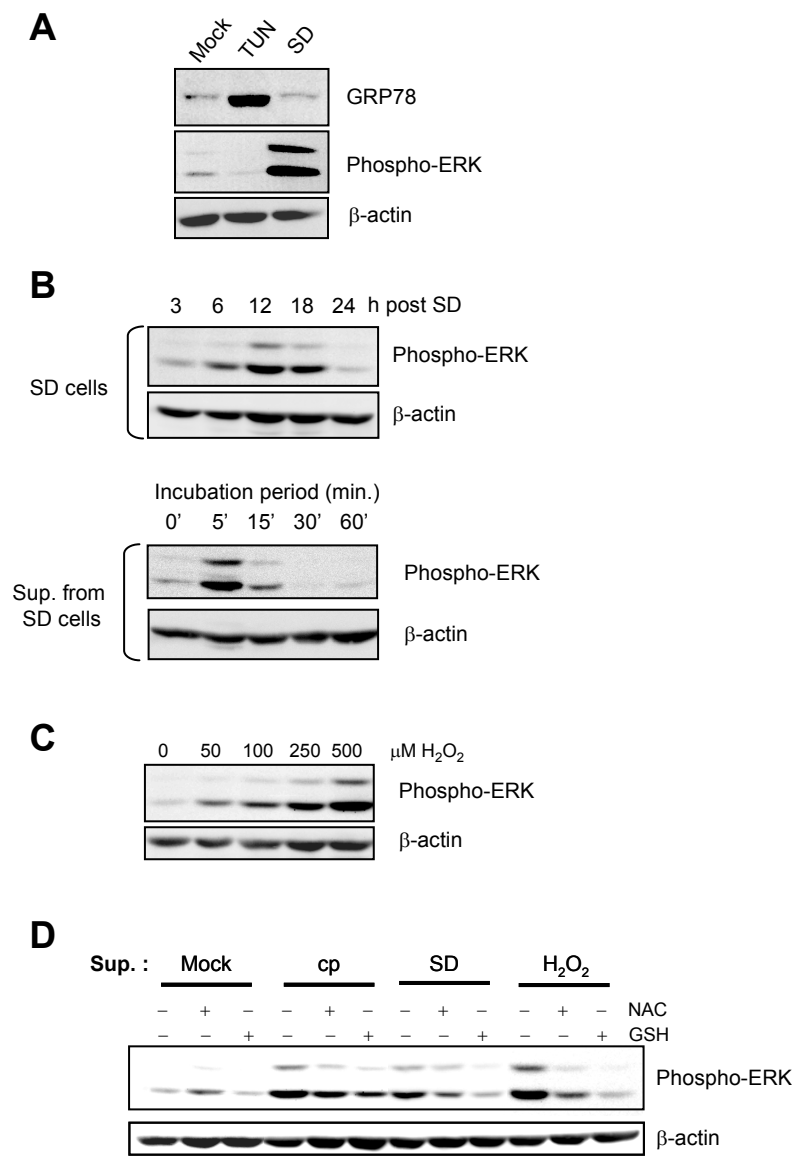 A
Mock TUN SD
GRP78
Phospho-ERK
β-actin
B
3 6 12 18 24 h post SD
SD cells
Phospho-ERK
β-actin
Incubation period (min.)
0’ 5’ 15’ 30’ 60’
Sup. from
SD cells
Phospho-ERK
β-actin
C
0 50 100 250 500 μM H₂O₂
Phospho-ERK
β-actin
D
Sup. : Mock cp SD H₂O₂
– + – – + – – + – – + – NAC
– – + – – + – – + – – + GSH
Phospho-ERK
β-actin